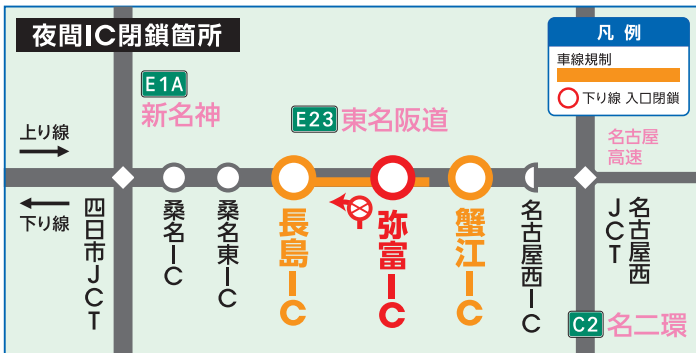 夜間IC閉鎖箇所
凡例
車線規制
下り線 入口閉鎖
E1A
新名神
E23 東名阪道
名古屋
高速
上り線
下り線
四日市JCT
桑名IC
桑名東IC
長島IC
弥富IC
蟹江IC
名古屋西IC
名古屋西
JCT
C2 名二環